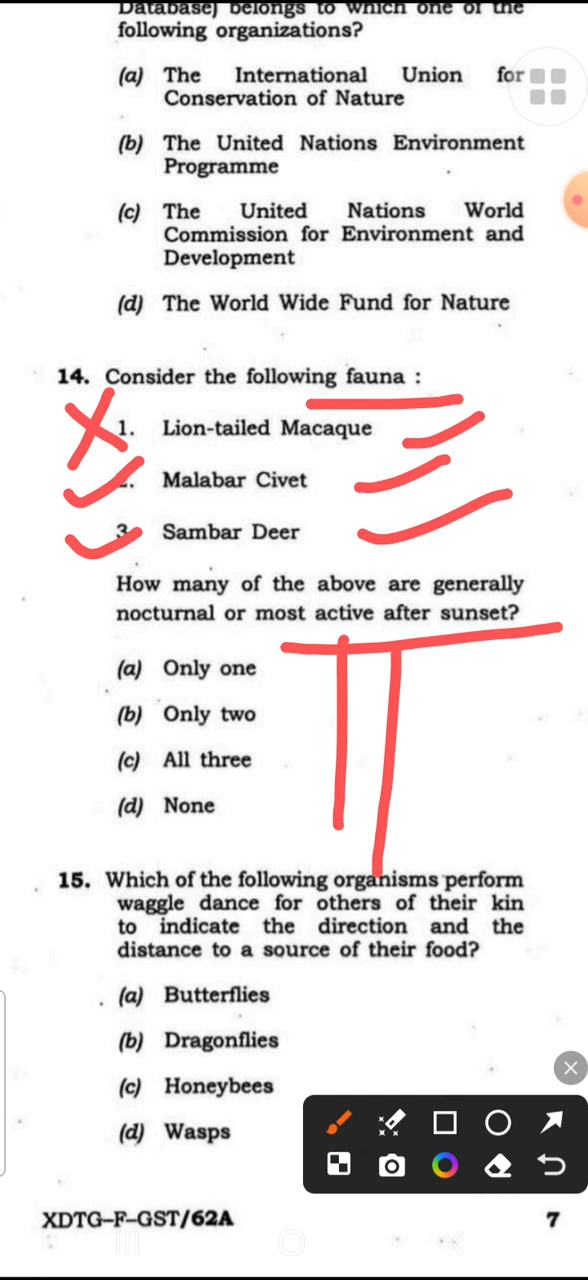 Database) belongs to which one of the
following organizations?
(a) The International Union for
Conservation of Nature
(b) The United Nations Environment
Programme
(c) The United Nations World
Commission for Environment and
Development
(d) The World Wide Fund for Nature
14. Consider the following fauna :
1. Lion-tailed Macaque
2. Malabar Civet
3. Sambar Deer
How many of the above are generally
nocturnal or most active after sunset?
(a) Only one
(b) Only two
(c) All three
(d) None
15. Which of the following organisms perform
waggle dance for others of their kin
to indicate the direction and the
distance to a source of their food?
(a) Butterflies
(b) Dragonflies
(c) Honeybees
(d) Wasps
XDTG–F–GST/62A
7